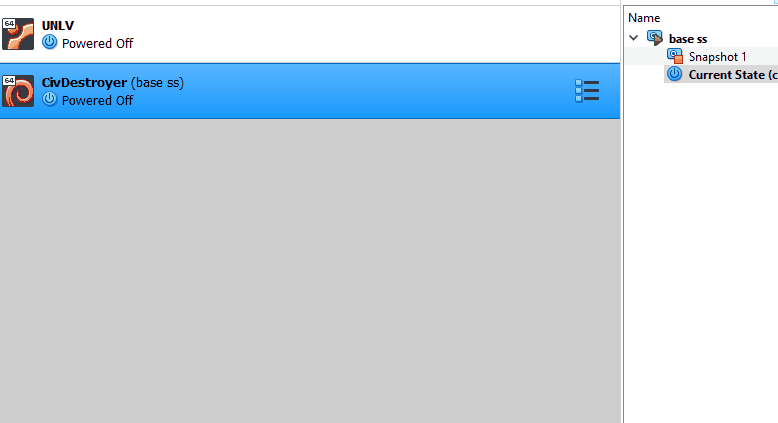 64
UNLV
Powered Off
64
CivDestroyer (base ss)
Powered Off
Name
base ss
Snapshot 1
Current State (c